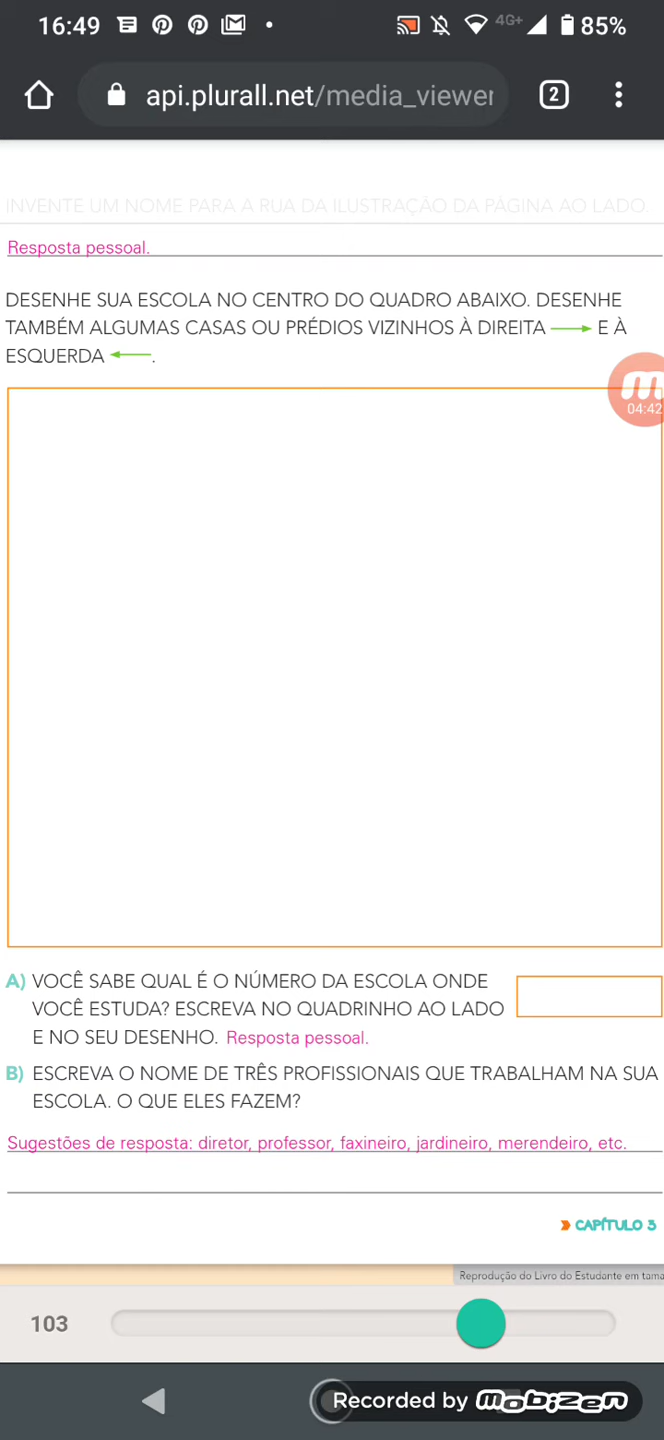 16:49 4G+ 85%
api.plurall.net/media_viewer 2
INVENTE UM NOME PARA A RUA DA ILUSTRAÇÃO DA PÁGINA AO LADO.
Resposta pessoal.
DESENHE SUA ESCOLA NO CENTRO DO QUADRO ABAIXO. DESENHE
TAMBÉM ALGUMAS CASAS OU PRÉDIOS VIZINHOS À DIREITA E À
ESQUERDA .
04:42
A) VOCÊ SABE QUAL É O NÚMERO DA ESCOLA ONDE
VOCÊ ESTUDA? ESCREVA NO QUADRINHO AO LADO
E NO SEU DESENHO. Resposta pessoal.
B) ESCREVA O NOME DE TRÊS PROFISSIONAIS QUE TRABALHAM NA SUA
ESCOLA. O QUE ELES FAZEM?
Sugestões de resposta: diretor, professor, faxineiro, jardineiro, merendeiro, etc.
CAPÍTULO 3
Reprodução do Livro do Estudante em tama
103
Recorded by mobizen